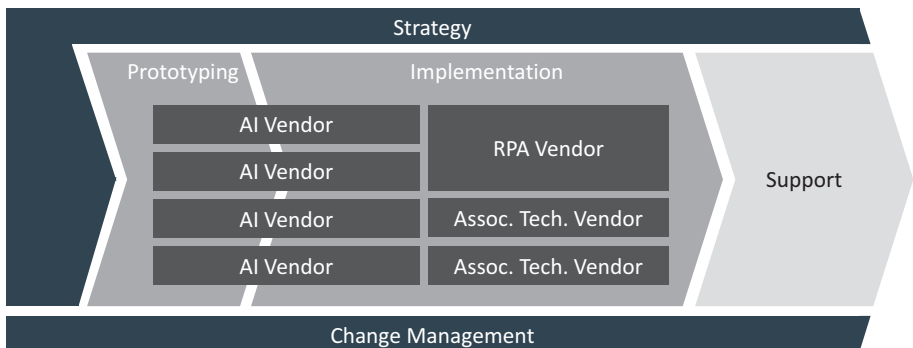 Strategy
Prototyping
Implementation
AI Vendor
AI Vendor
AI Vendor
AI Vendor
RPA Vendor
Assoc. Tech. Vendor
Assoc. Tech. Vendor
Support
Change Management